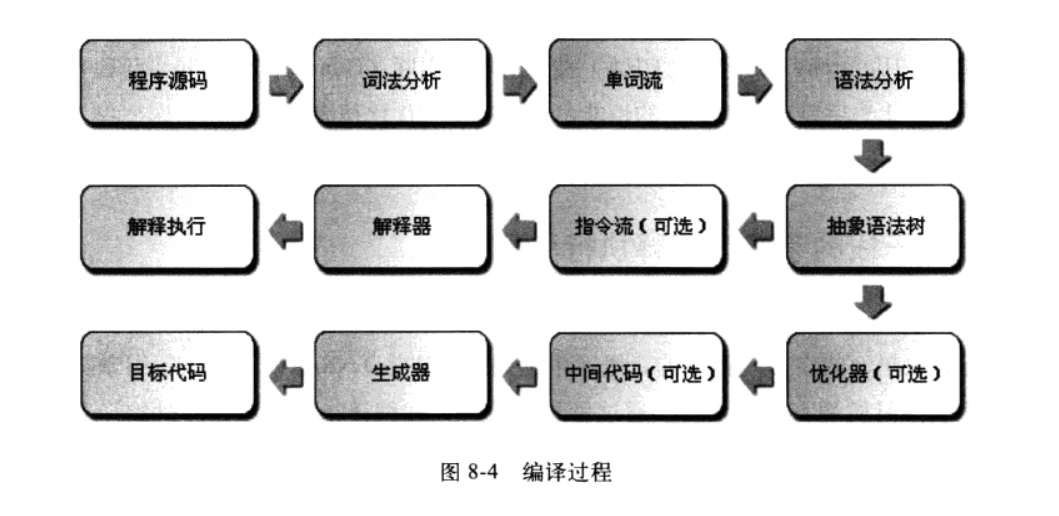 程序源码
词法分析
单词流
语法分析
解释执行
解释器
指令流（可选）
抽象语法树
目标代码
生成器
中间代码（可选）
优化器（可选）
图 8-4 编译过程